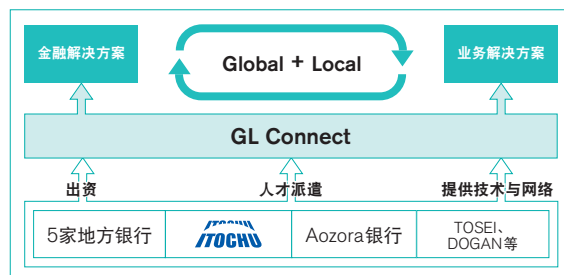 金融解决方案
Global + Local
业务解决方案
GL Connect
出资
人才派遣
提供技术与网络
5家地方银行
ITOCHU
Aozora银行
TOSEI、
DOGAN等